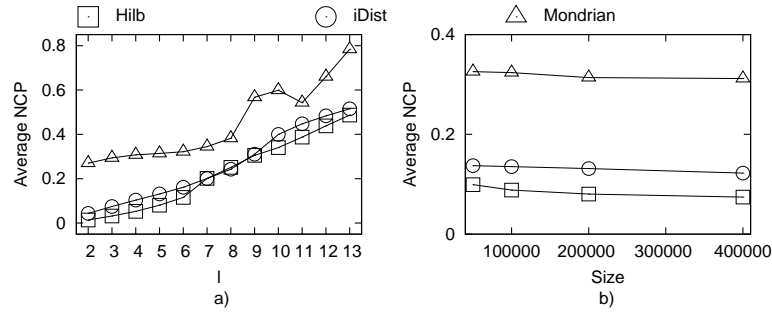 Hilb iDist Mondrian
0.8
0.6
0.4
0.2
0
Average NCP
2 3 4 5 6 7 8 9 10 11 12 13
l
a)
0.4
0.2
0
Average NCP
100000 200000 300000 400000
Size
b)